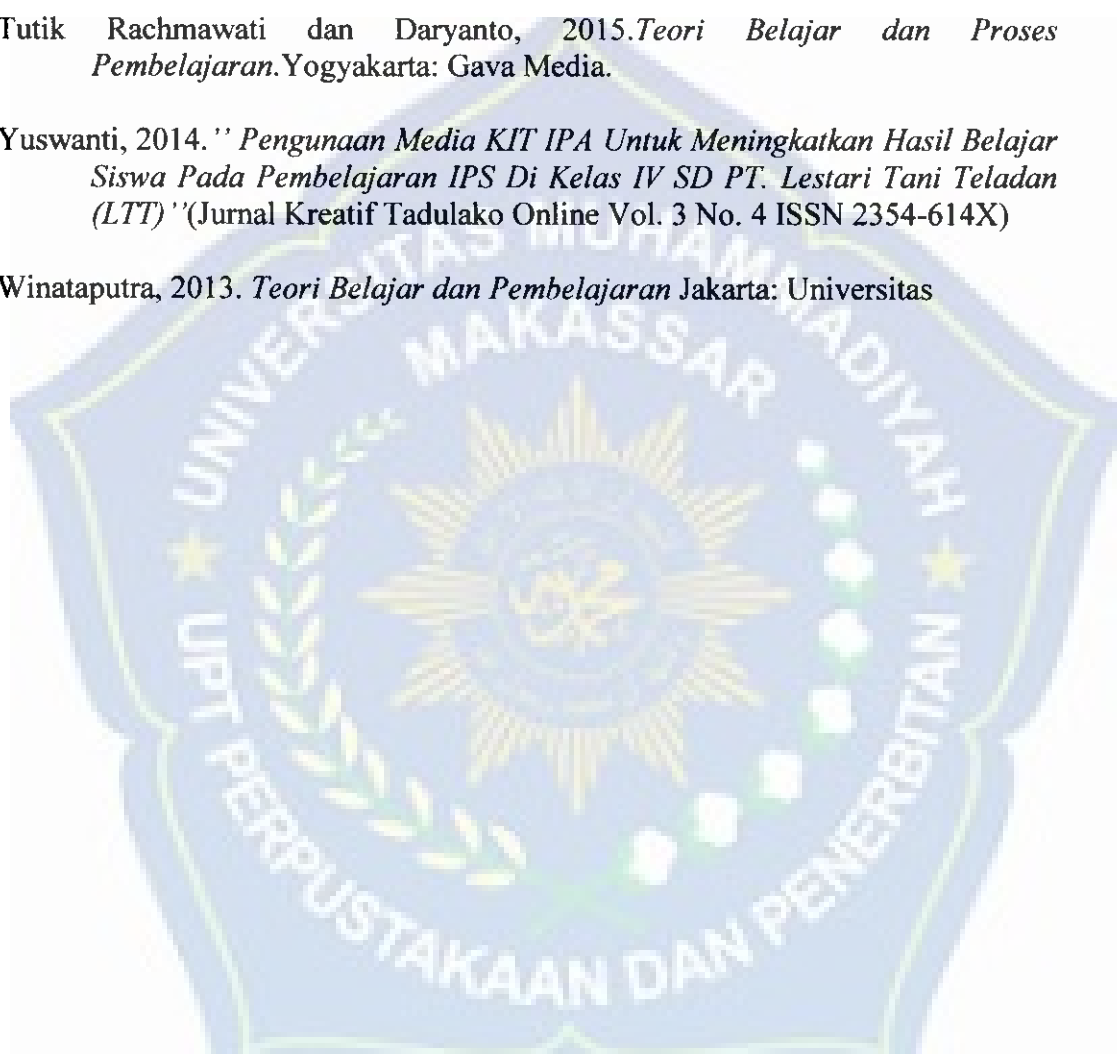 Tutik Rachmawati dan Daryanto, 2015.Teori Belajar dan Proses
Pembelajaran.Yogyakarta: Gava Media.
Yuswanti, 2014.'' Pengunaan Media KIT IPA Untuk Meningkatkan Hasil Belajar
Siswa Pada Pembelajaran IPS Di Kelas IV SD PT. Lestari Tani Teladan
(LTT) ''(Jurnal Kreatif Tadulako Online Vol. 3 No. 4 ISSN 2354-614X)
Winataputra, 2013. Teori Belajar dan Pembelajaran Jakarta: Universitas
UNIVERSITAS MUHAMMADIYAH
MAKASSAR
UPT PERPUSTAKAAN DAN PENERBITAN